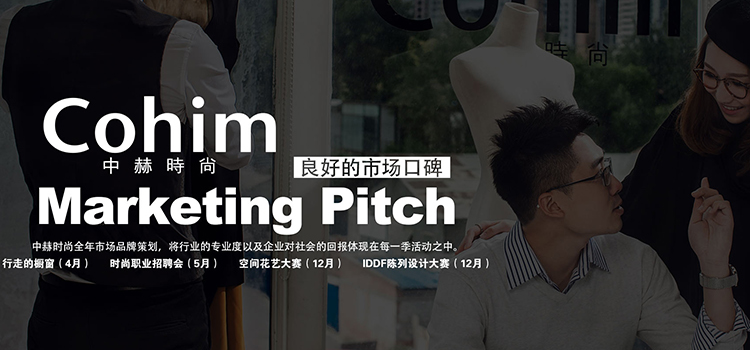 Cohim
時尚
Cohim
中赫時尚
良好的市场口碑
Marketing Pitch
中赫时尚全年市场品牌策划，将行业的专业度以及企业对社会的回报体现在每一季活动之中。
行走的橱窗（4月） 时尚职业招聘会（5月） 空间花艺大赛（12月） IDDF陈列设计大赛（12月）